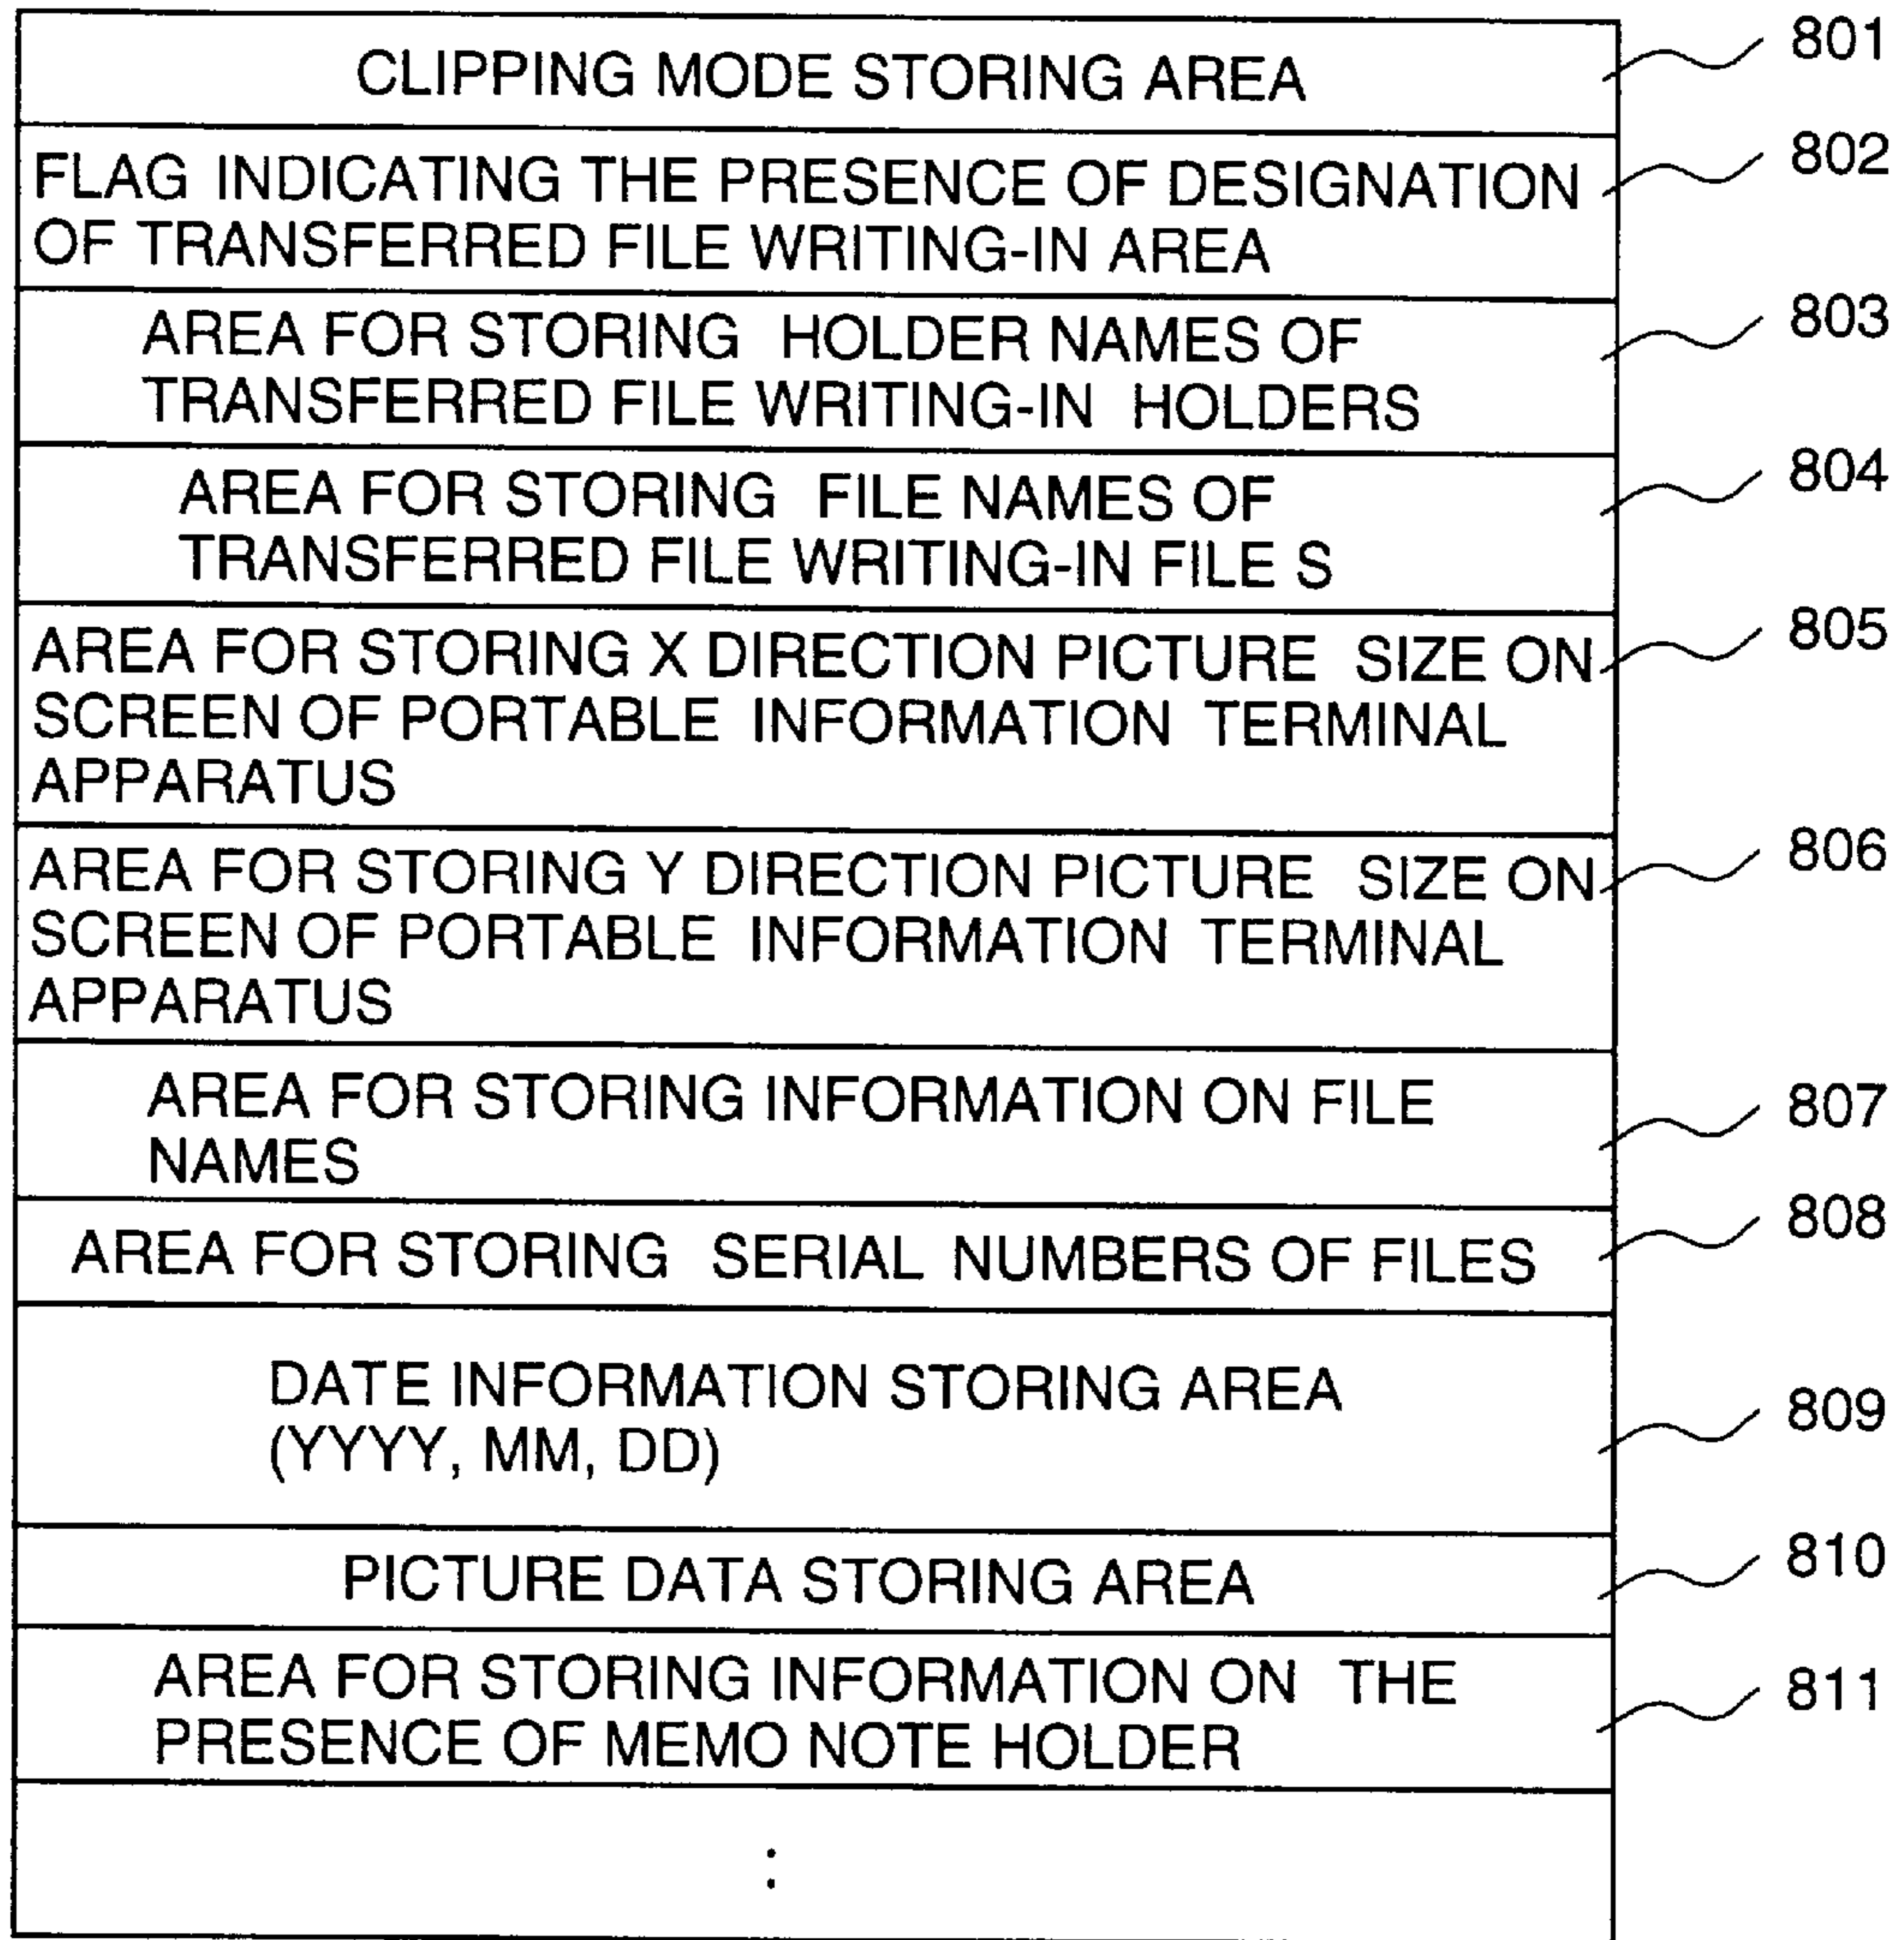 CLIPPING MODE STORING AREA
801
FLAG INDICATING THE PRESENCE OF DESIGNATION
OF TRANSFERRED FILE WRITING-IN AREA
802
AREA FOR STORING HOLDER NAMES OF
TRANSFERRED FILE WRITING-IN HOLDERS
803
AREA FOR STORING FILE NAMES OF
TRANSFERRED FILE WRITING-IN FILE S
804
AREA FOR STORING X DIRECTION PICTURE SIZE ON
SCREEN OF PORTABLE INFORMATION TERMINAL
APPARATUS
805
AREA FOR STORING Y DIRECTION PICTURE SIZE ON
SCREEN OF PORTABLE INFORMATION TERMINAL
APPARATUS
806
AREA FOR STORING INFORMATION ON FILE
NAMES
807
AREA FOR STORING SERIAL NUMBERS OF FILES
808
DATE INFORMATION STORING AREA
(YYYY, MM, DD)
809
PICTURE DATA STORING AREA
810
AREA FOR STORING INFORMATION ON THE
PRESENCE OF MEMO NOTE HOLDER
811
: